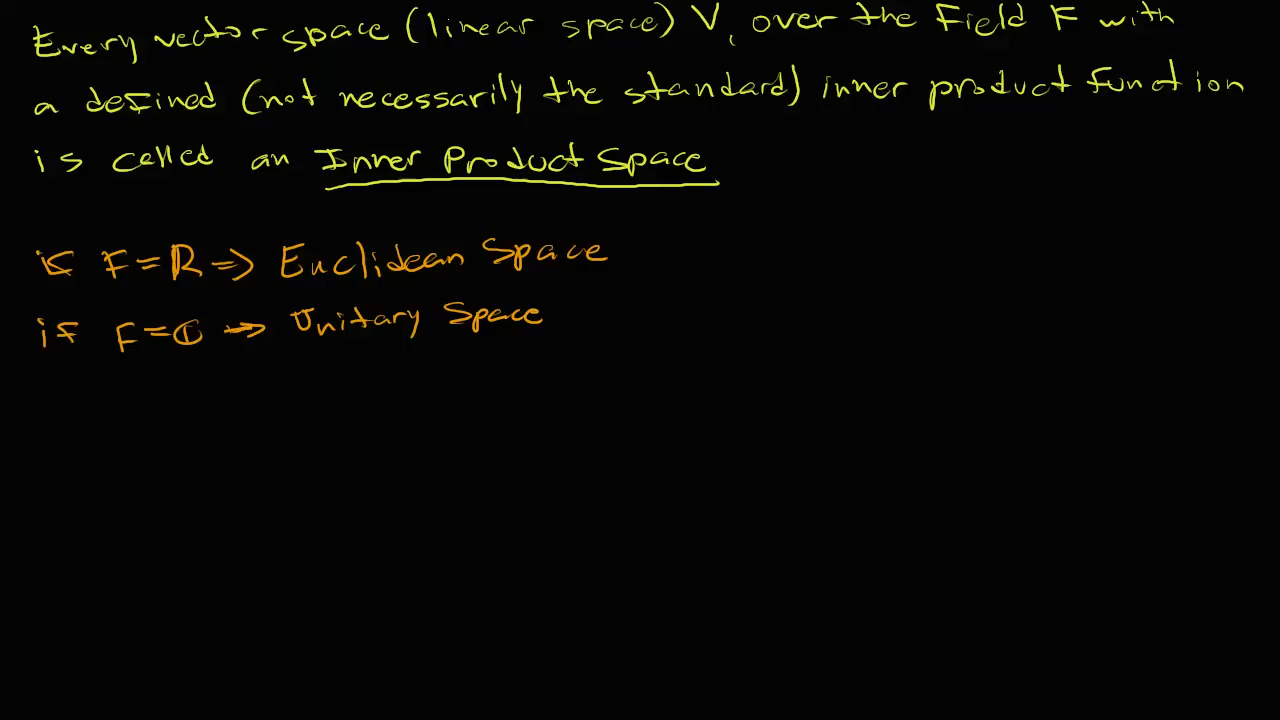 Every vector space (linear space) V, over the Field F with
a defined (not necessarily the standard) inner product function
is called an Inner Product Space
if F = ℝ => Euclidean Space
if F = ℂ -> Unitary Space